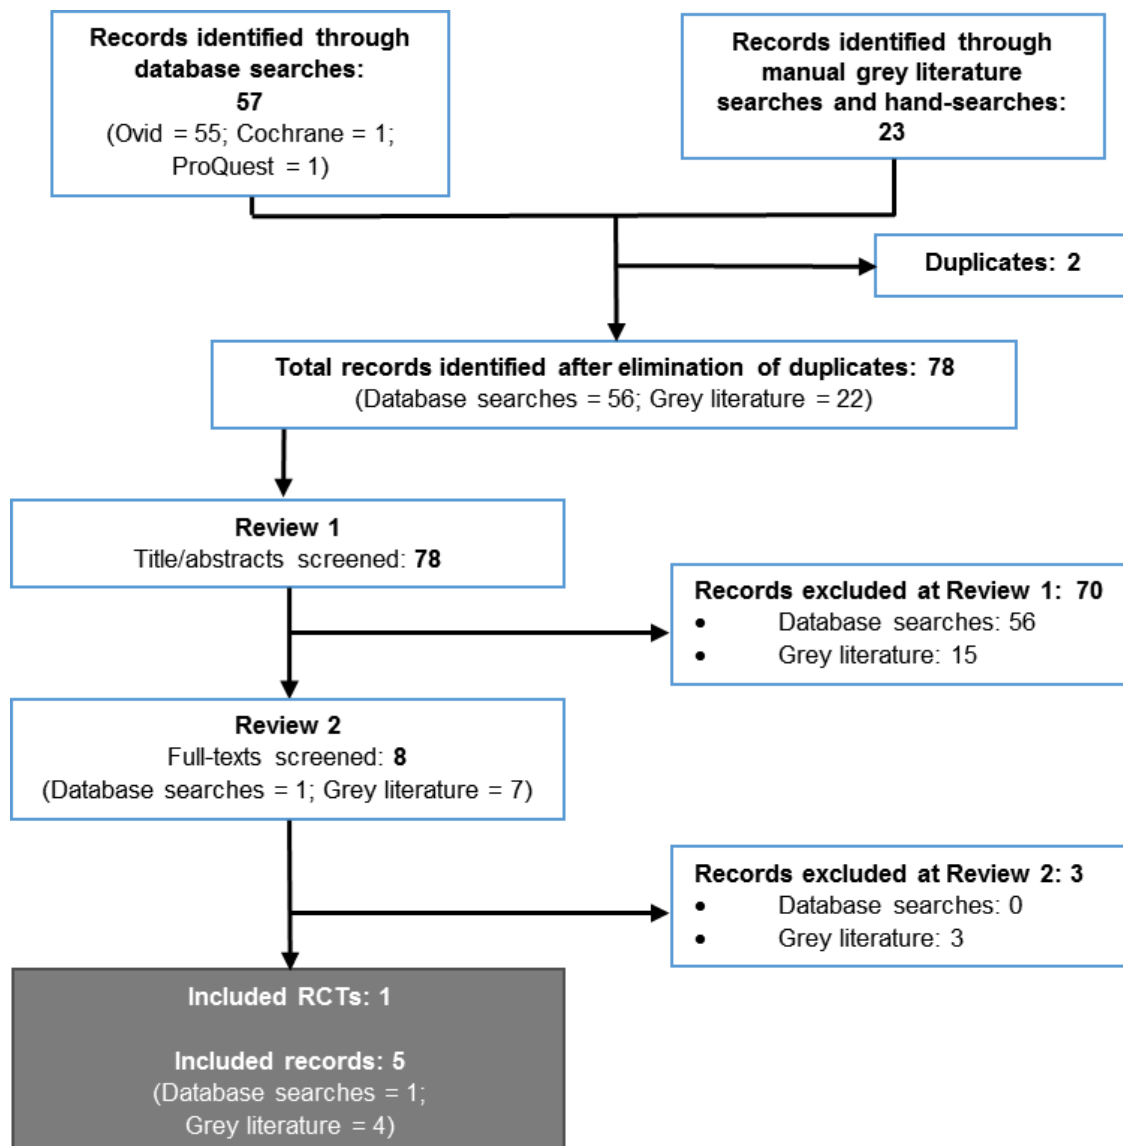 Records identified through
database searches:
57
(Ovid = 55; Cochrane = 1;
ProQuest = 1)
Records identified through
manual grey literature
searches and hand-searches:
23
Duplicates: 2
Total records identified after elimination of duplicates: 78
(Database searches = 56; Grey literature = 22)
Review 1
Title/abstracts screened: 78
Records excluded at Review 1: 70
• Database searches: 56
• Grey literature: 15
Review 2
Full-texts screened: 8
(Database searches = 1; Grey literature = 7)
Records excluded at Review 2: 3
• Database searches: 0
• Grey literature: 3
Included RCTs: 1
Included records: 5
(Database searches = 1;
Grey literature = 4)